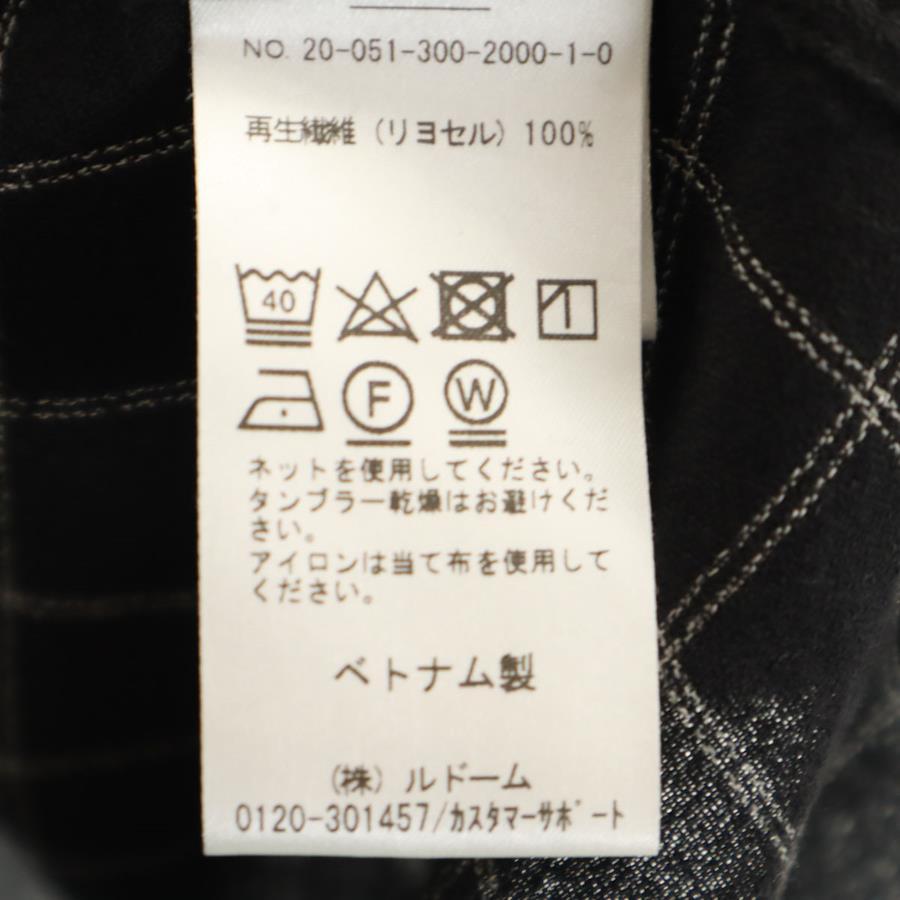 NO. 20-051-300-2000-1-0
再生繊維 (リヨセル) 100%
40
F
W
ネットを使用してください。
タンブラー乾燥はお避けくだ
さい。
アイロンは当て布を使用して
ください。
ベトナム製
(株) ルドーム
0120-301457/カスタマーサポート